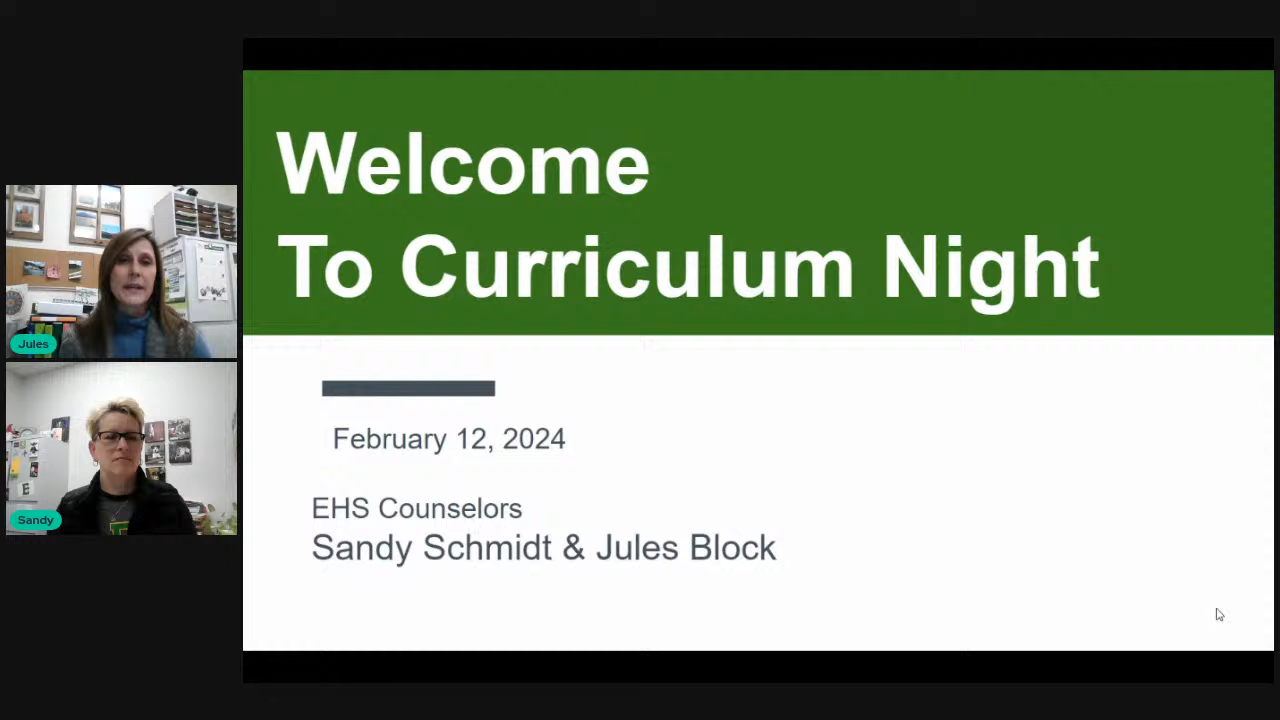 Welcome
To Curriculum Night
February 12, 2024
EHS Counselors
Sandy Schmidt & Jules Block
Jules
Sandy